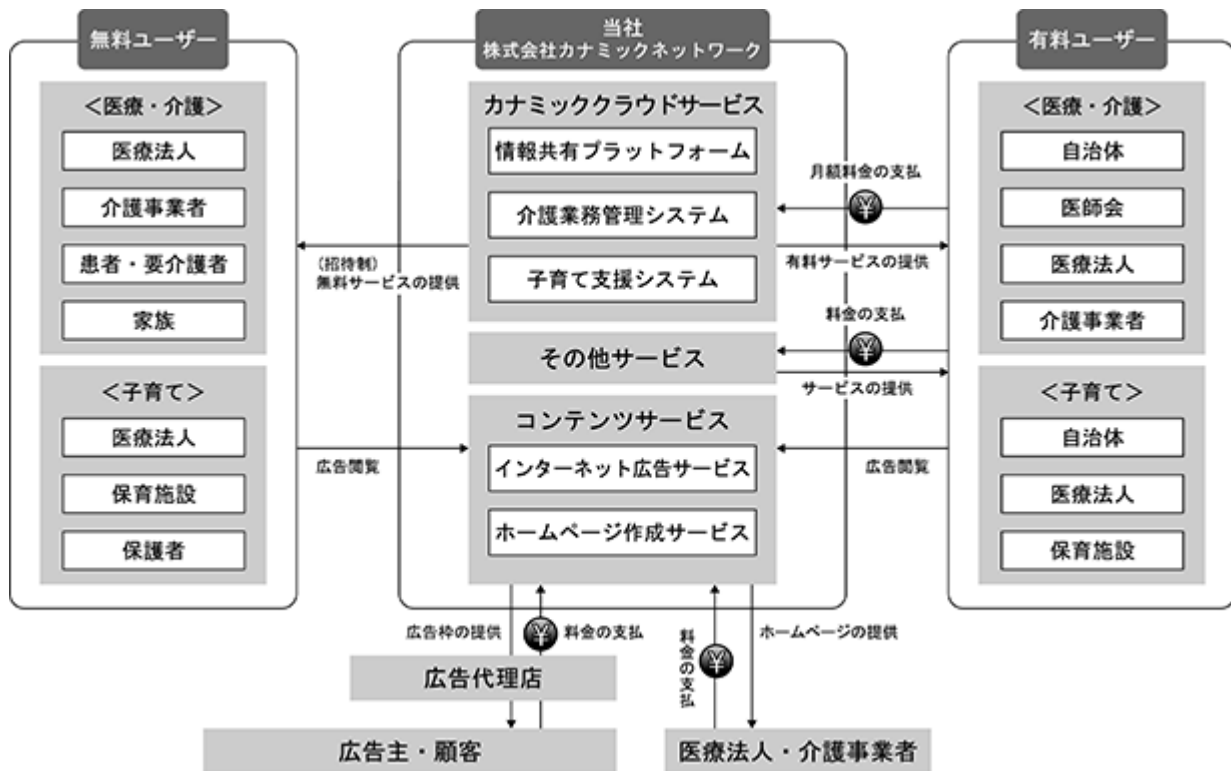 無料ユーザー
<医療・介護>
医療法人
介護事業者
患者・要介護者
家族
<子育て>
医療法人
保育施設
保護者
(招待制)
無料サービスの提供
広告閲覧
当社
株式会社カナミックネットワーク
カナミッククラウドサービス
情報共有プラットフォーム
介護業務管理システム
子育て支援システム
その他サービス
コンテンツサービス
インターネット広告サービス
ホームページ作成サービス
月額料金の支払
¥
有料サービスの提供
料金の支払
¥
サービスの提供
広告閲覧
有料ユーザー
<医療・介護>
自治体
医師会
医療法人
介護事業者
<子育て>
自治体
医療法人
保育施設
広告枠の提供
¥
料金の支払
広告代理店
広告主・顧客
料金の支払
¥
ホームページの提供
医療法人・介護事業者